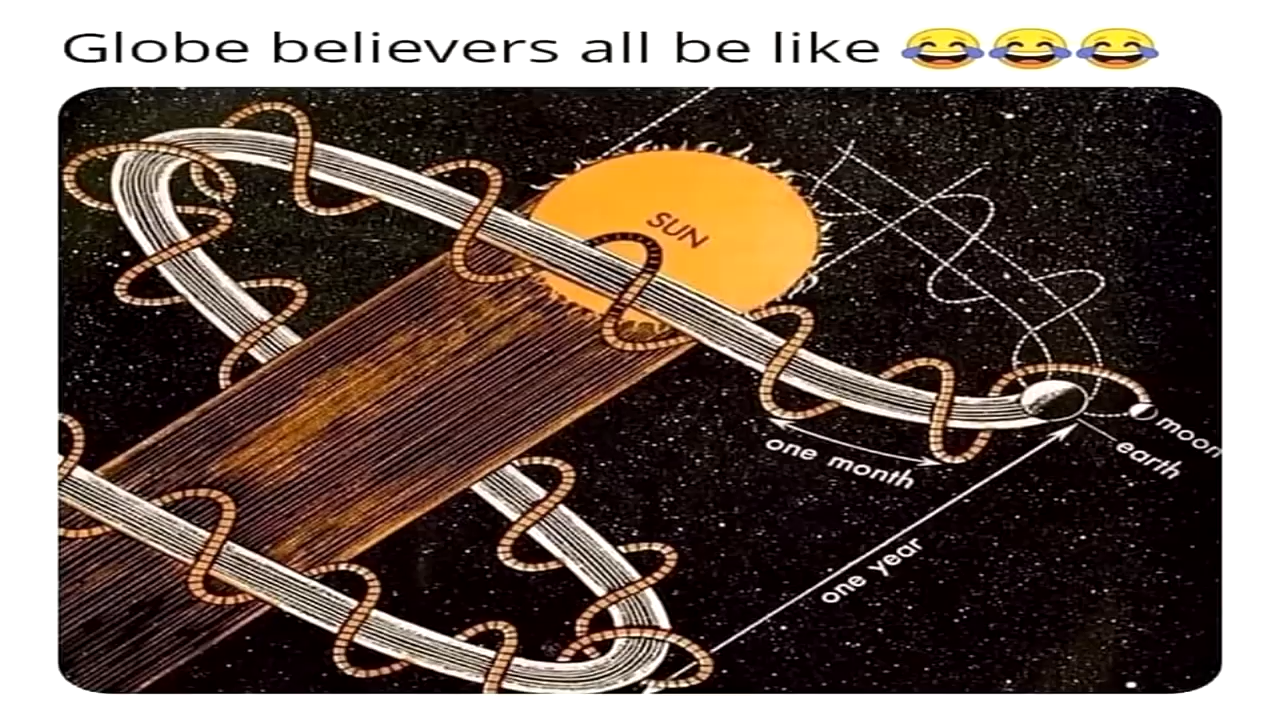 Globe believers all be like 😂😂😂
SUN
moon
earth
one month
one year